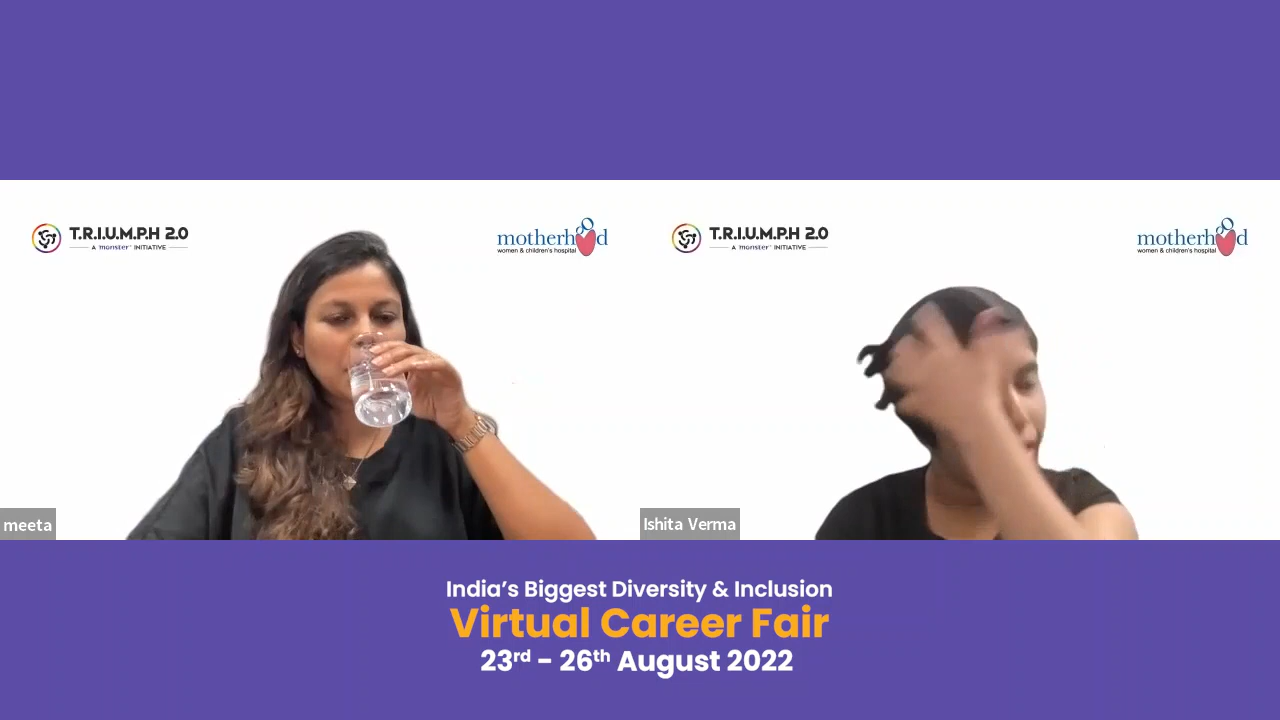 T.R.I.U.M.P.H 2.0
A monster INITIATIVE
motherhood
women & children's hospital
T.R.I.U.M.P.H 2.0
A monster INITIATIVE
motherhood
women & children's hospital
meeta
Ishita Verma
India's Biggest Diversity & Inclusion
Virtual Career Fair
23rd - 26th August 2022